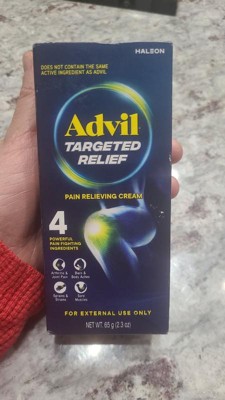 HALEON
DOES NOT CONTAIN THE SAME
ACTIVE INGREDIENT AS ADVIL
Advil
TARGETED
RELIEF
PAIN RELIEVING CREAM
4
POWERFUL
PAIN FIGHTING
INGREDIENTS
Arthritis &
Joint Pain
Back &
Body Aches
Sprains &
Strains
Sore
Muscles
FOR EXTERNAL USE ONLY
NET WT. 65 g (2.3 oz)